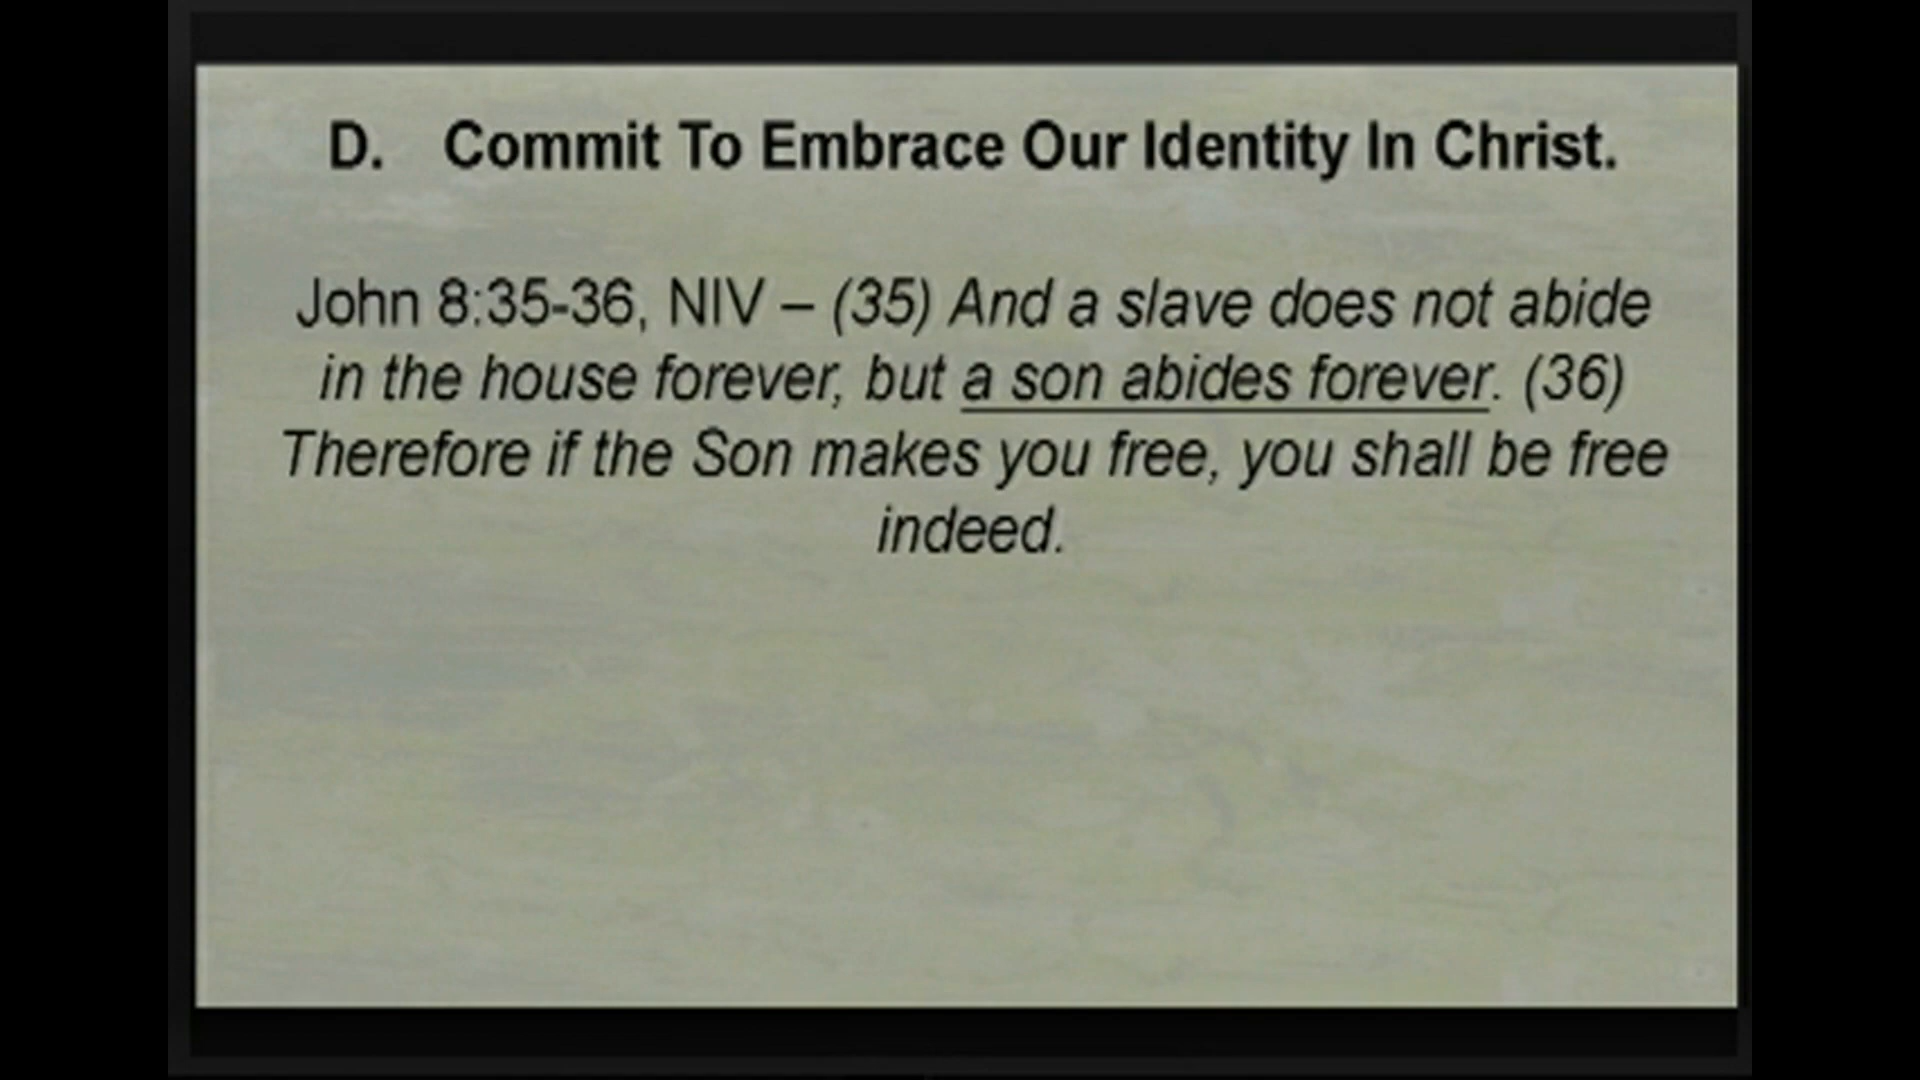 D. Commit To Embrace Our Identity In Christ.
John 8:35-36, NIV – (35) And a slave does not abide
in the house forever, but a son abides forever. (36)
Therefore if the Son makes you free, you shall be free
indeed.